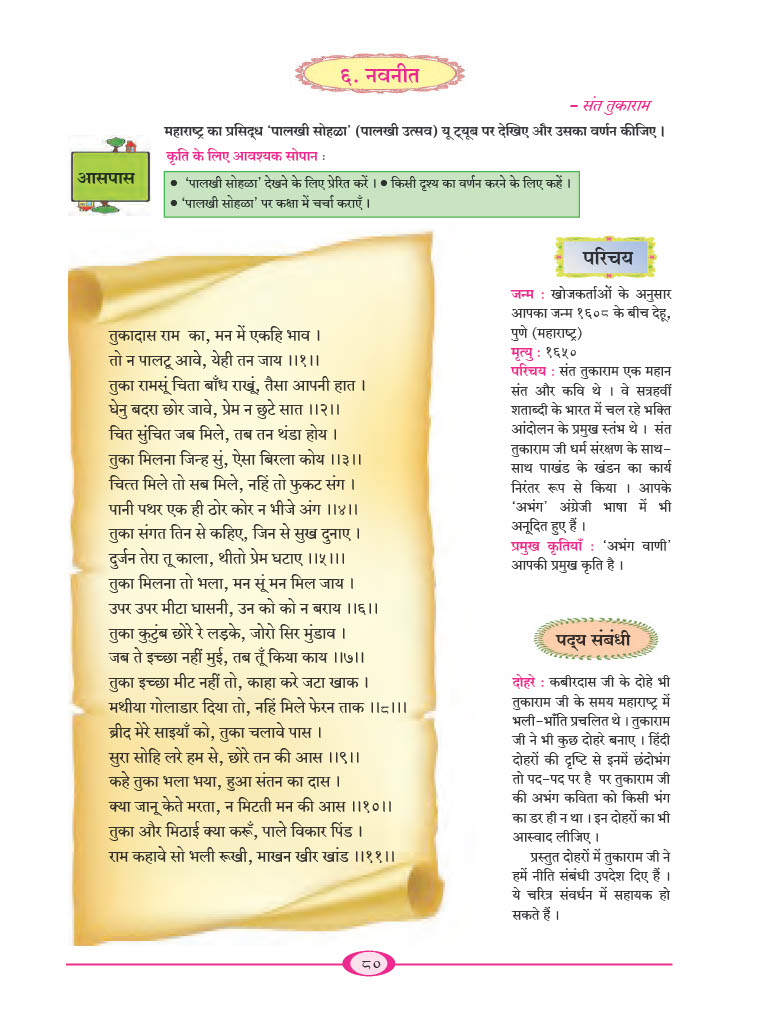 ६. नवनीत
– संत तुकाराम
महाराष्ट्र का प्रसिद्ध ‘पालखी सोहळा’ (पालखी उत्सव) यू ट्यूब पर देखिए और उसका वर्णन कीजिए ।
आसपास
कृति के लिए आवश्यक सोपान :
● ‘पालखी सोहळा’ देखने के लिए प्रेरित करें । ● किसी दृश्य का वर्णन करने के लिए कहें ।
● ‘पालखी सोहळा’ पर कक्षा में चर्चा कराएँ ।
तुकादास राम का, मन में एकहि भाव ।
तो न पालटू आवे, येही तन जाय ।।१।।
तुका रामसूं चिता बाँध राखूं, तैसा आपनी हात ।
धेनु बदरा छोर जावे, प्रेम न छुटे सात ।।२।।
चित सुंचित जब मिले, तब तन थंडा होय ।
तुका मिलना जिन्ह सुं, ऐसा बिरला कोय ।।३।।
चित्त मिले तो सब मिले, नहिं तो फुकट संग ।
पानी पथर एक ही ठोर कोर न भीजे अंग ।।४।।
तुका संगत तिन से कहिए, जिन से सुख दुनाए ।
दुर्जन तेरा तू काला, थीतो प्रेम घटाए ।।५।।
तुका मिलना तो भला, मन सूं मन मिल जाय ।
उपर उपर मीटा घासनी, उन को को न बराय ।।६।।
तुका कुटुंब छोरे रे लड़के, जोरो सिर मुंडाव ।
जब ते इच्छा नहीं मुई, तब तूँ किया काय ।।७।।
तुका इच्छा मीट नहीं तो, काहा करे जटा खाक ।
मथीया गोलाडार दिया तो, नहिं मिले फेरन ताक ।।८।।
ब्रीद मेरे साइयाँ को, तुका चलावे पास ।
सुरा सोहि लरे हम से, छोरे तन की आस ।।९।।
कहे तुका भला भया, हुआ संतन का दास ।
क्या जानू केते मरता, न मिटती मन की आस ।।१०।।
तुका और मिठाई क्या करूँ, पाले विकार पिंड ।
राम कहावे सो भली रूखी, माखन खीर खांड ।।११।।
परिचय
जन्म : खोजकर्ताओं के अनुसार
आपका जन्म १६०८ के बीच देहू,
पुणे (महाराष्ट्र)
मृत्यु : १६५०
परिचय : संत तुकाराम एक महान
संत और कवि थे । वे सत्रहवीं
शताब्दी के भारत में चल रहे भक्ति
आंदोलन के प्रमुख स्तंभ थे । संत
तुकाराम जी धर्म संरक्षण के साथ-
साथ पाखंड के खंडन का कार्य
निरंतर रूप से किया । आपके
‘अभंग’ अंग्रेजी भाषा में भी
अनूदित हुए हैं ।
प्रमुख कृतियाँ : ‘अभंग वाणी’
आपकी प्रमुख कृति है ।
पद्य संबंधी
दोहरे : कबीरदास जी के दोहे भी
तुकाराम जी के समय महाराष्ट्र में
भली-भाँति प्रचलित थे । तुकाराम
जी ने भी कुछ दोहरे बनाए । हिंदी
दोहरों की दृष्टि से इनमें छंदोभंग
तो पद-पद पर है पर तुकाराम जी
की अभंग कविता को किसी भंग
का डर ही न था । इन दोहरों का भी
आस्वाद लीजिए ।
प्रस्तुत दोहरों में तुकाराम जी ने
हमें नीति संबंधी उपदेश दिए हैं ।
ये चरित्र संवर्धन में सहायक हो
सकते हैं ।
८०